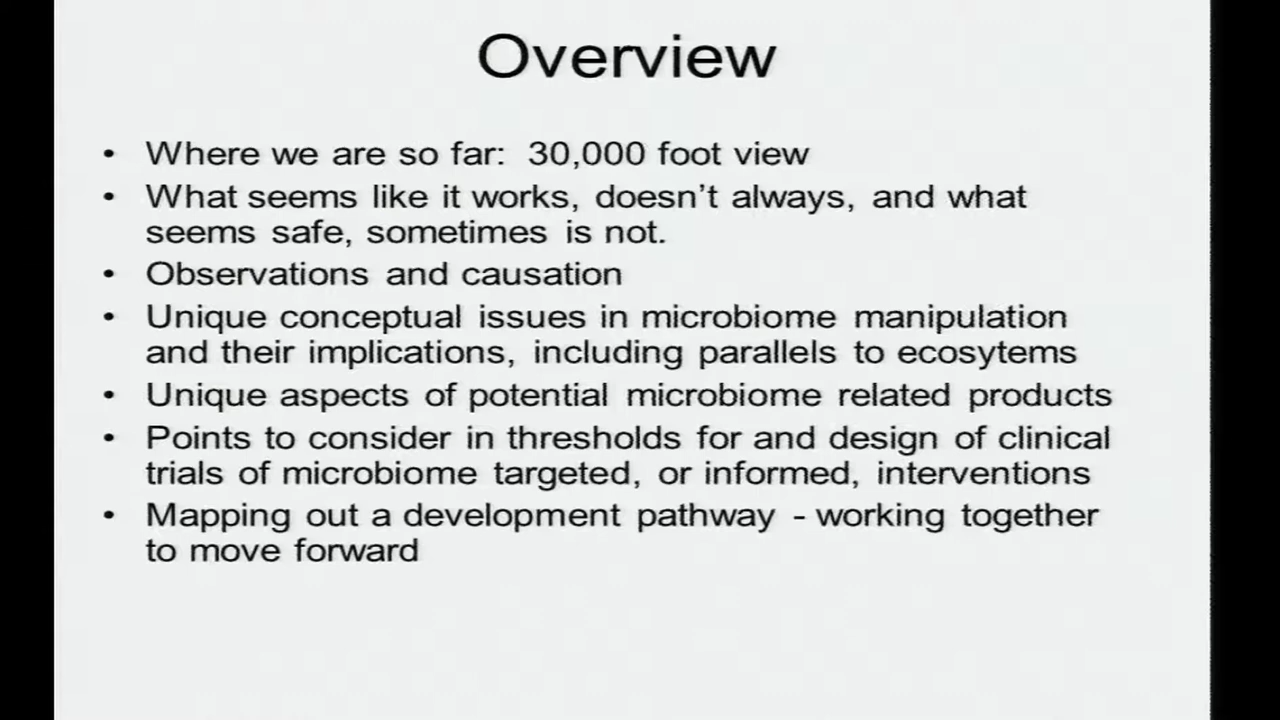 Overview
• Where we are so far: 30,000 foot view
• What seems like it works, doesn’t always, and what
seems safe, sometimes is not.
• Observations and causation
• Unique conceptual issues in microbiome manipulation
and their implications, including parallels to ecosytems
• Unique aspects of potential microbiome related products
• Points to consider in thresholds for and design of clinical
trials of microbiome targeted, or informed, interventions
• Mapping out a development pathway - working together
to move forward